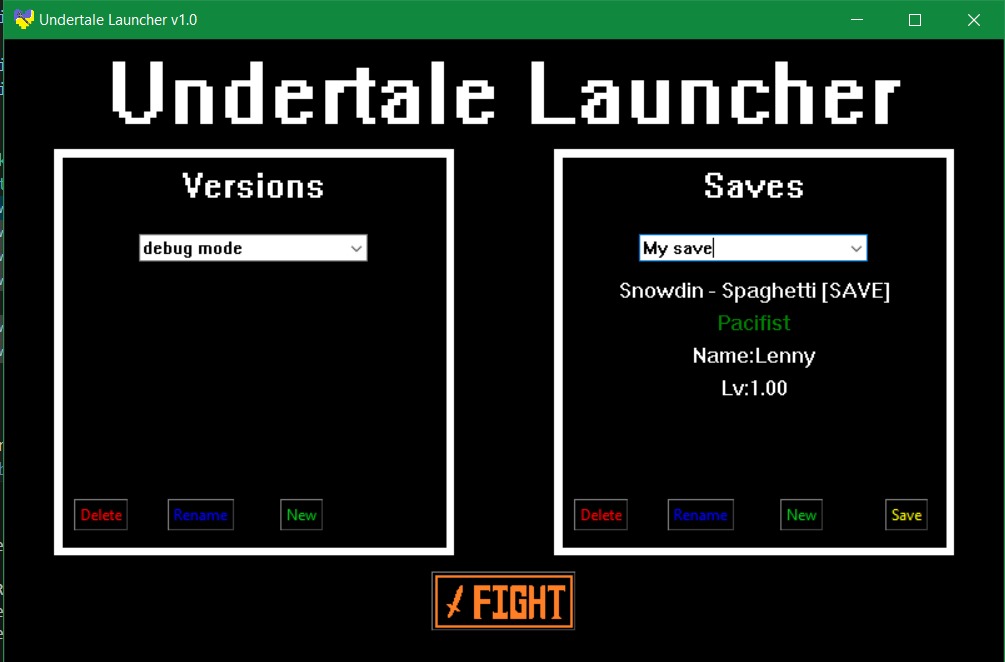 Undertale Launcher v1.0
Undertale Launcher
Versions
debug mode
Delete Rename New
Saves
My save
Snowdin - Spaghetti [SAVE]
Pacifist
Name:Lenny
Lv:1.00
Delete Rename New Save
FIGHT